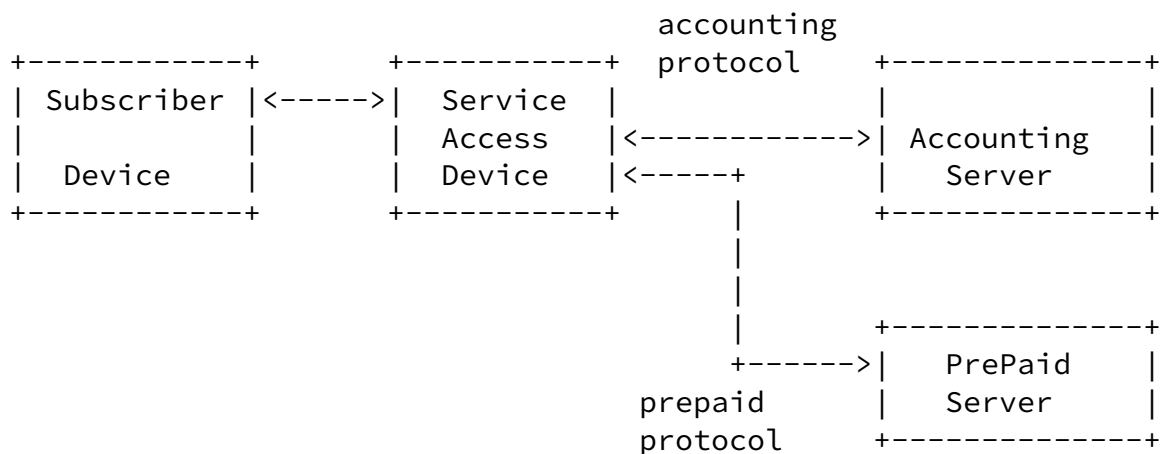 accounting
protocol
Subscriber Service
Access Accounting
Device Device Server
PrePaid
prepaid Server
protocol